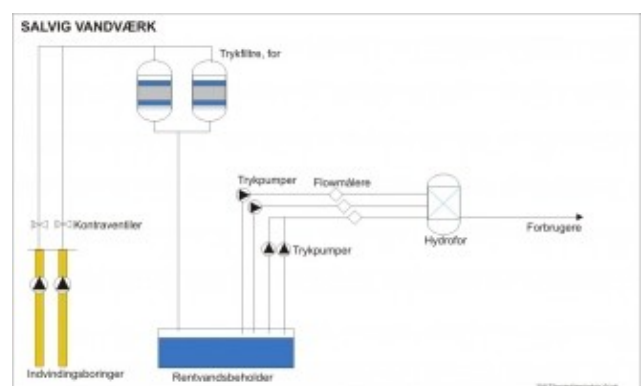 SALVIG VANDVÆRK
Trykfiltre, for
Trykpumper
Flowmålere
Kontraventiler
Forbrugere
Hydrofor
Trykpumper
Indvindingsboringer
Rentvandsbeholder